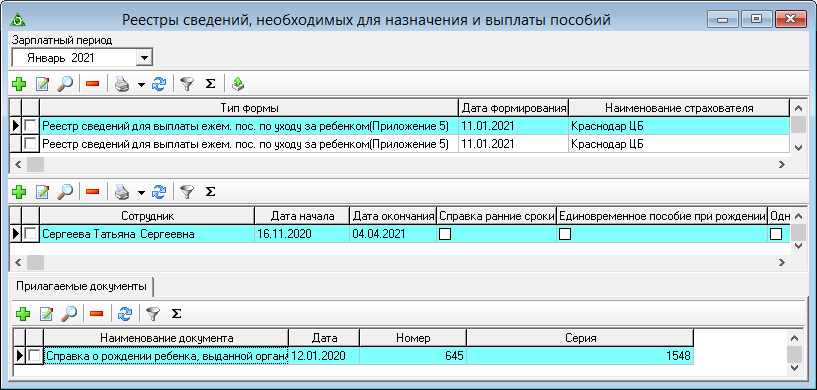 Реестры сведений, необходимых для назначения и выплаты пособий
Зарплатный период
Январь 2021
Σ
Тип формы Дата формирования Наименование страхователя
Реестр сведений для выплаты ежем. пос. по уходу за ребенком(Приложение 5) 11.01.2021 Краснодар ЦБ
Реестр сведений для выплаты ежем. пос. по уходу за ребенком(Приложение 5) 11.01.2021 Краснодар ЦБ
Σ
Сотрудник Дата начала Дата окончания Справка ранние сроки Единовременное пособие при рождении Одн
Сергеева Татьяна Сергеевна 16.11.2020 04.04.2021
Прилагаемые документы
Σ
Наименование документа Дата Номер Серия
Справка о рождении ребенка, выданной орган 12.01.2020 645 1548